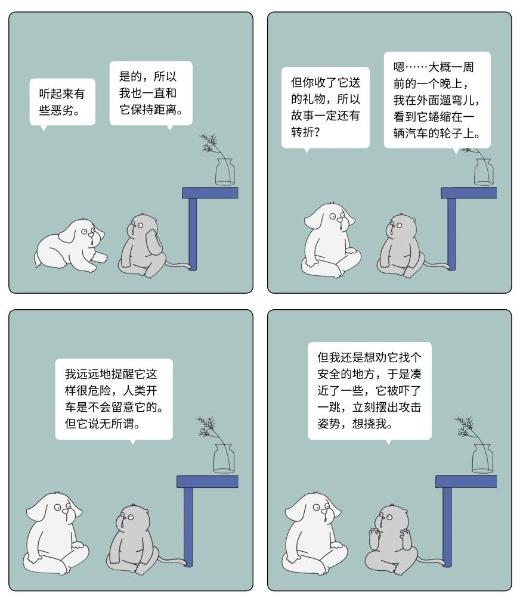 听起来有
些恶劣。
是的，所以
我也一直和
它保持距离。
但你收了它送
的礼物，所以
故事一定还有
转折？
嗯……大概一周
前的一个晚上，
我在外面遛弯儿，
看到它蜷缩在一
辆汽车的轮子上。
我远远地提醒它这
样很危险，人类开
车是不会留意它的。
但它说无所谓。
但我还是想劝它找个
安全的地方，于是凑
近了一些，它被吓了
一跳，立刻摆出攻击
姿势，想挠我。